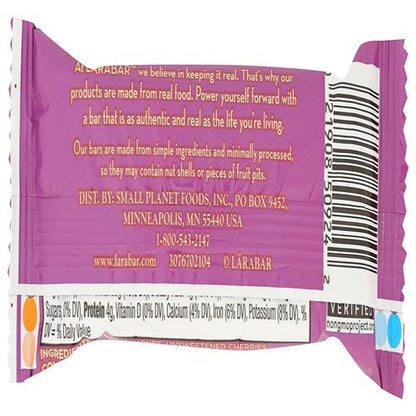 At LÄRABAR™ we believe in keeping it real. That's why our
products are made from real food. Power yourself forward with
a bar that is as authentic and real as the life you're living.
Our bars are made from simple ingredients and minimally processed,
so they may contain nut shells or pieces of fruit pits.
DIST. BY: SMALL PLANET FOODS, INC., PO BOX 9452,
MINNEAPOLIS, MN 55440 USA
1-800-543-2147
www.larabar.com 3076702104 © LÄRABAR
21908 50924 2
VERIFIED
nongmoproject.org
Sugars, (% DV), Protein 4g, Vitamin D (0% DV), Calcium (4% DV), Iron (6% DV), Potassium (8% DV). %
DV = % Daily Value
UNSWEETENED CHERRIES